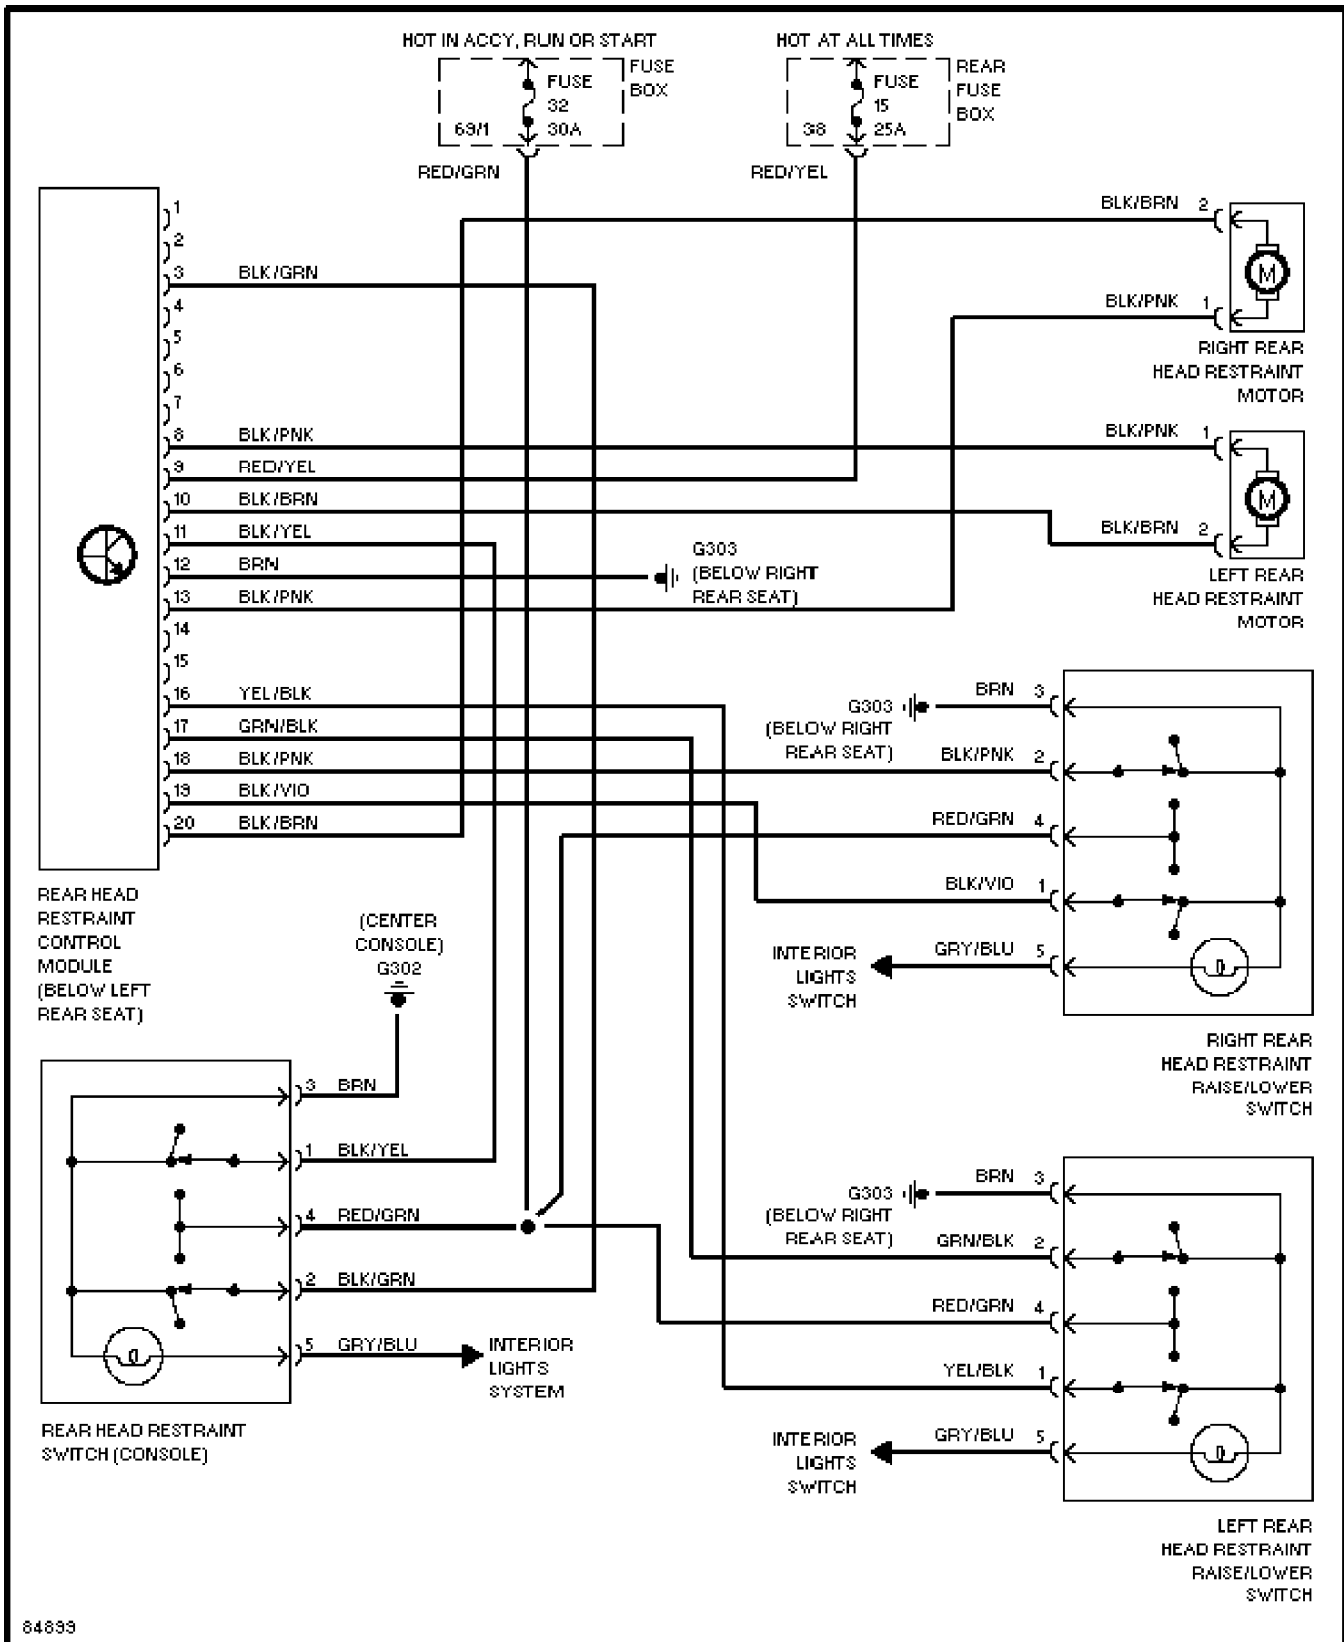 HOT IN ACCY, RUN OR START
HOT AT ALL TIMES
FUSE
BOX
FUSE
32
30A
69/1
REAR
FUSE
BOX
FUSE
15
25A
38
RED/GRN
RED/YEL
1
2
3 BLK/GRN
4
5
6
7
8 BLK/PNK
9 RED/YEL
10 BLK/BRN
11 BLK/YEL
12 BRN
13 BLK/PNK
14
15
16 YEL/BLK
17 GRN/BLK
18 BLK/PNK
19 BLK/VIO
20 BLK/BRN
REAR HEAD
RESTRAINT
CONTROL
MODULE
(BELOW LEFT
REAR SEAT)
BLK/BRN 2
M
BLK/PNK 1
RIGHT REAR
HEAD RESTRAINT
MOTOR
BLK/PNK 1
M
BLK/BRN 2
LEFT REAR
HEAD RESTRAINT
MOTOR
G303
(BELOW RIGHT
REAR SEAT)
BRN 3
G303
(BELOW RIGHT
REAR SEAT)
BLK/PNK 2
RED/GRN 4
BLK/VIO 1
GRY/BLU 5
INTERIOR
LIGHTS
SWITCH
RIGHT REAR
HEAD RESTRAINT
RAISE/LOWER
SWITCH
(CENTER
CONSOLE)
G302
3 BRN
1 BLK/YEL
4 RED/GRN
2 BLK/GRN
5 GRY/BLU
INTERIOR
LIGHTS
SYSTEM
REAR HEAD RESTRAINT
SWITCH (CONSOLE)
BRN 3
G303
(BELOW RIGHT
REAR SEAT)
GRN/BLK 2
RED/GRN 4
YEL/BLK 1
GRY/BLU 5
INTERIOR
LIGHTS
SWITCH
LEFT REAR
HEAD RESTRAINT
RAISE/LOWER
SWITCH
84899